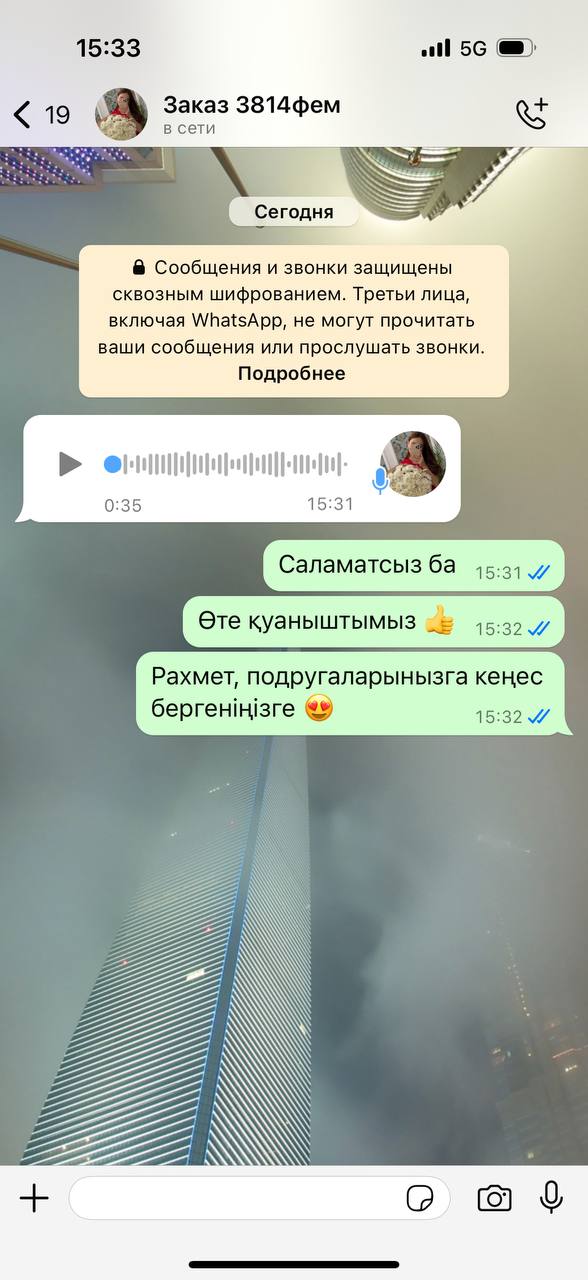 15:33
5G
19
Заказ 3814фем
в сети
Сегодня
Сообщения и звонки защищены
сквозным шифрованием. Третьи лица,
включая WhatsApp, не могут прочитать
ваши сообщения или прослушать звонки.
Подробнее
0:35
15:31
Саламатсыз ба 15:31
Өте қуаныштымыз 👍 15:32
Рахмет, подругаларынызга кеңес
бергеніңізге 😍 15:32